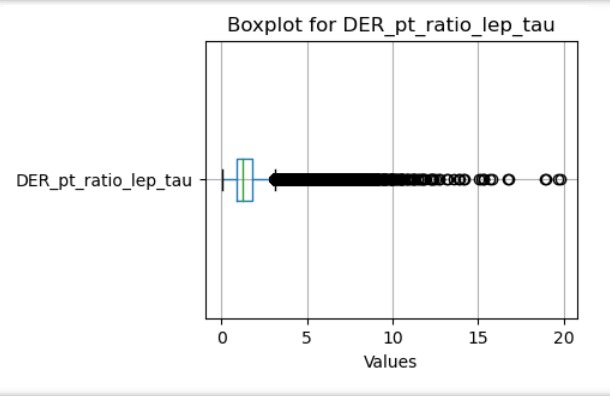 Boxplot for DER_pt_ratio_lep_tau
DER_pt_ratio_lep_tau
0 5 10 15 20
Values